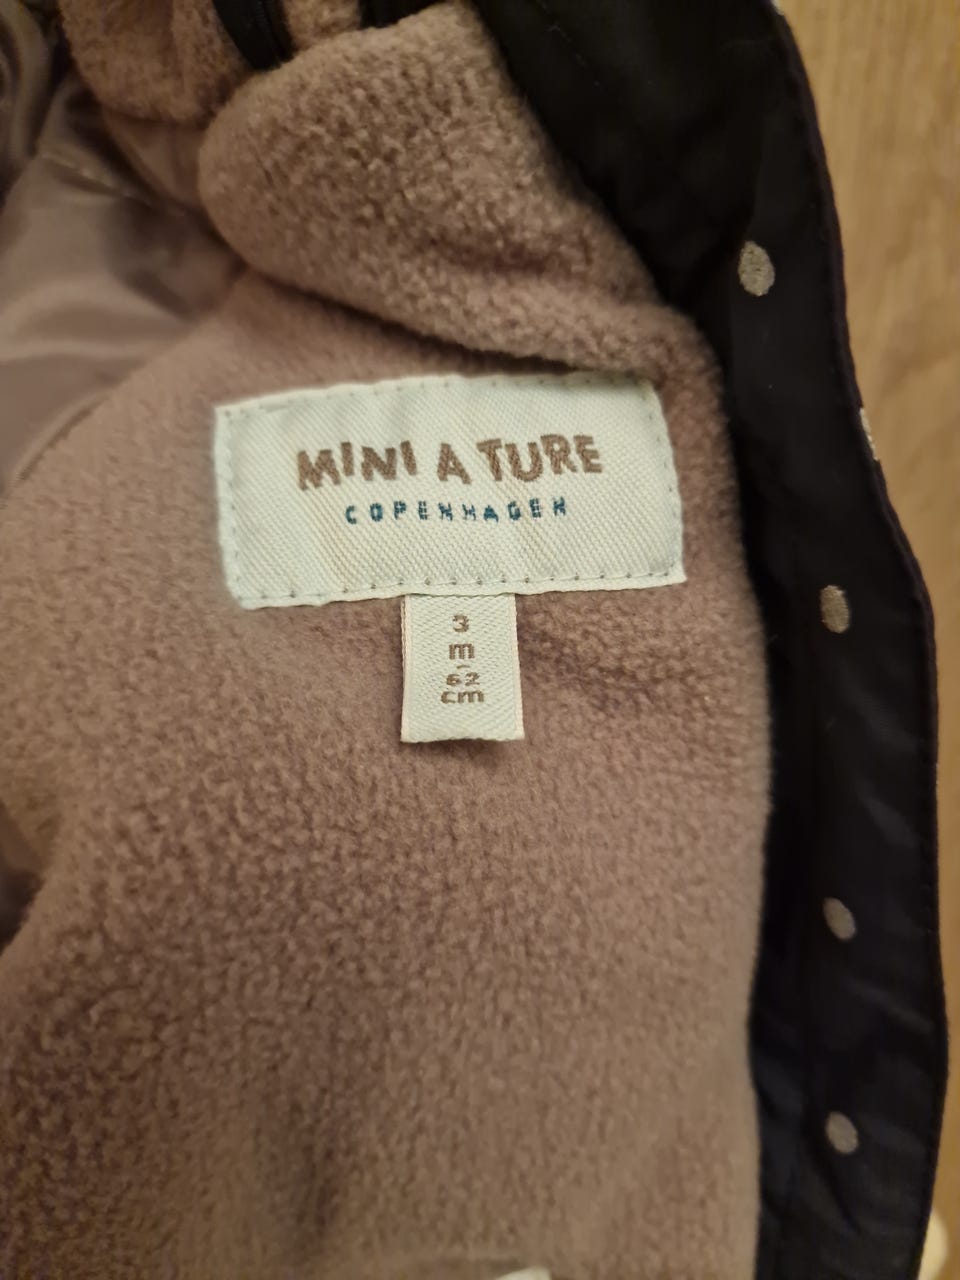 MINI A TURE
COPENHAGEN
3
m
-
62
cm